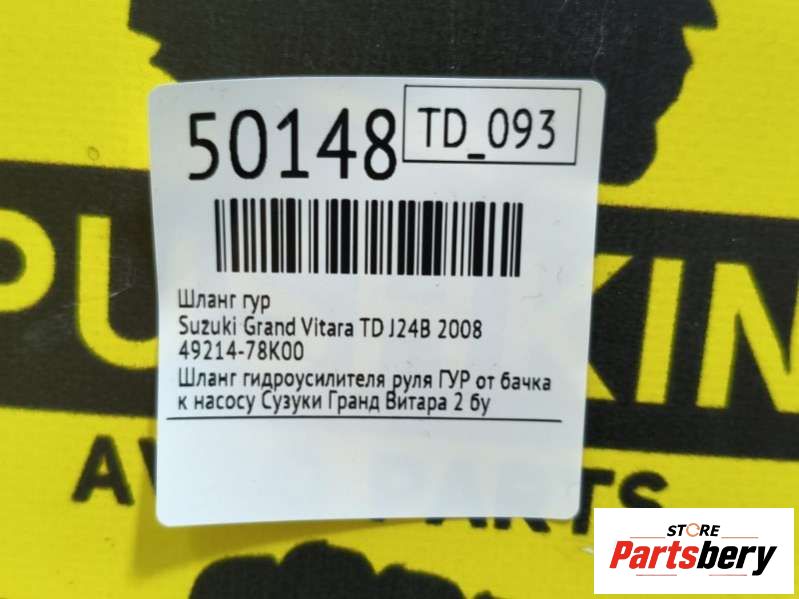 50148
TD_093
Шланг гур
Suzuki Grand Vitara TD J24B 2008
49214-78K00
Шланг гидроусилителя руля ГУР от бачка
к насосу Сузуки Гранд Витара 2 бу
STORE
Partsbery